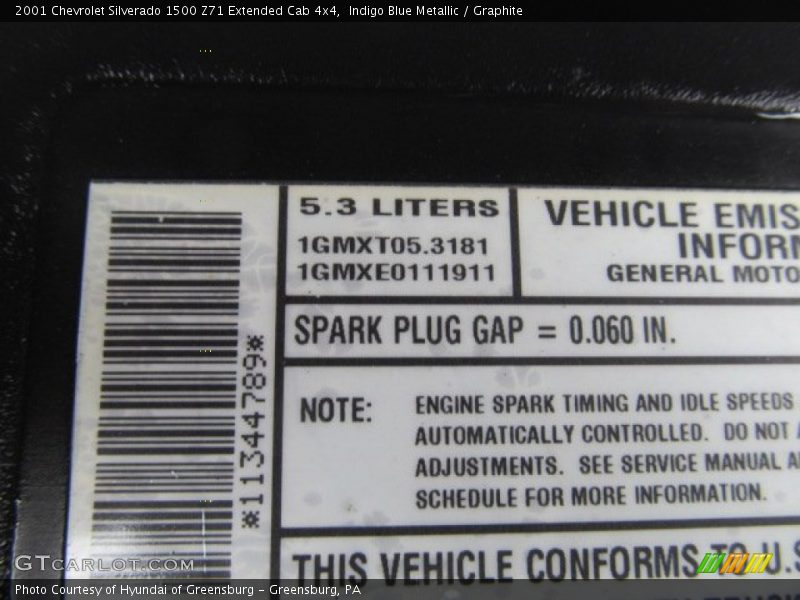 2001 Chevrolet Silverado 1500 Z71 Extended Cab 4x4, Indigo Blue Metallic / Graphite
*11344789*
5.3 LITERS
1GMXT05.3181
1GMXE0111911
VEHICLE EMIS
INFORM
GENERAL MOTO
SPARK PLUG GAP = 0.060 IN.
NOTE: ENGINE SPARK TIMING AND IDLE SPEEDS
AUTOMATICALLY CONTROLLED. DO NOT A
ADJUSTMENTS. SEE SERVICE MANUAL A
SCHEDULE FOR MORE INFORMATION.
THIS VEHICLE CONFORMS TO U.S
GTCarLot.com
Photo Courtesy of Hyundai of Greensburg – Greensburg, PA